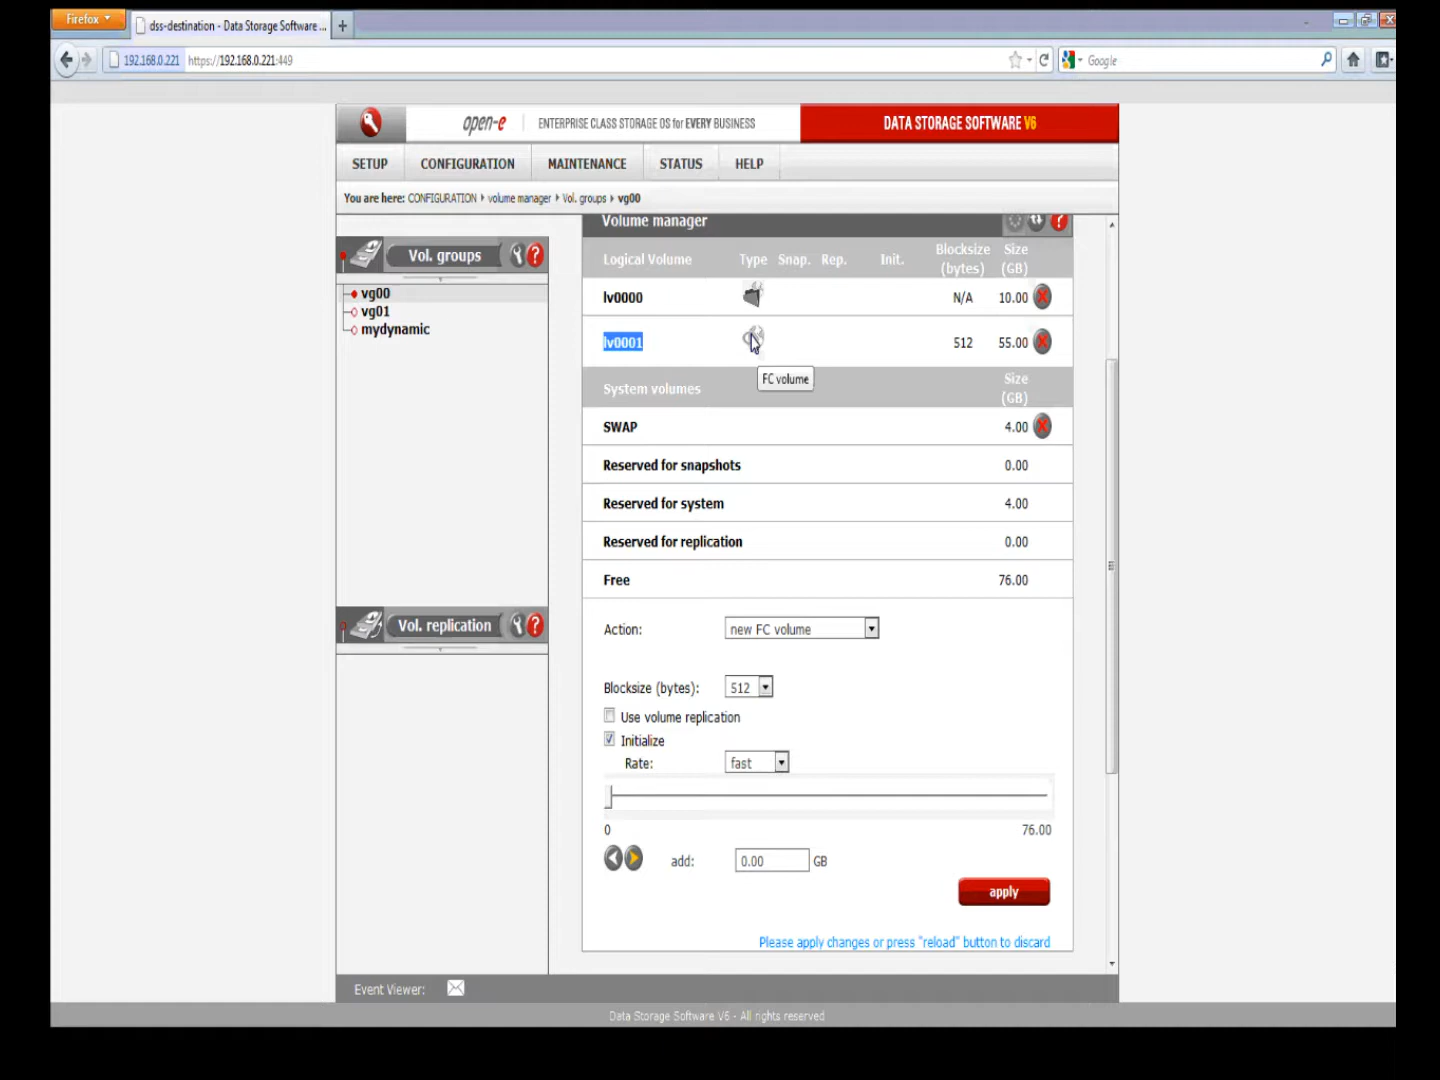 Firefox
dss-destination - Data Storage Software ...
192.168.0.221 https://192.168.0.221:449
Google
open-e ENTERPRISE CLASS STORAGE OS for EVERY BUSINESS
DATA STORAGE SOFTWARE V6
SETUP CONFIGURATION MAINTENANCE STATUS HELP
You are here: CONFIGURATION volume manager Vol. groups vg00
Vol. groups
vg00
vg01
mydynamic
Vol. replication
Volume manager
Logical Volume Type Snap. Rep. Init. Blocksize (bytes) Size (GB)
lv0000 N/A 10.00
lv0001 512 55.00
FC volume
System volumes Size (GB)
SWAP 4.00
Reserved for snapshots 0.00
Reserved for system 4.00
Reserved for replication 0.00
Free 76.00
Action: new FC volume
Blocksize (bytes): 512
Use volume replication
Initialize
Rate: fast
0 76.00
add: 0.00 GB
apply
Please apply changes or press "reload" button to discard
Event Viewer:
Data Storage Software V6 - All rights reserved